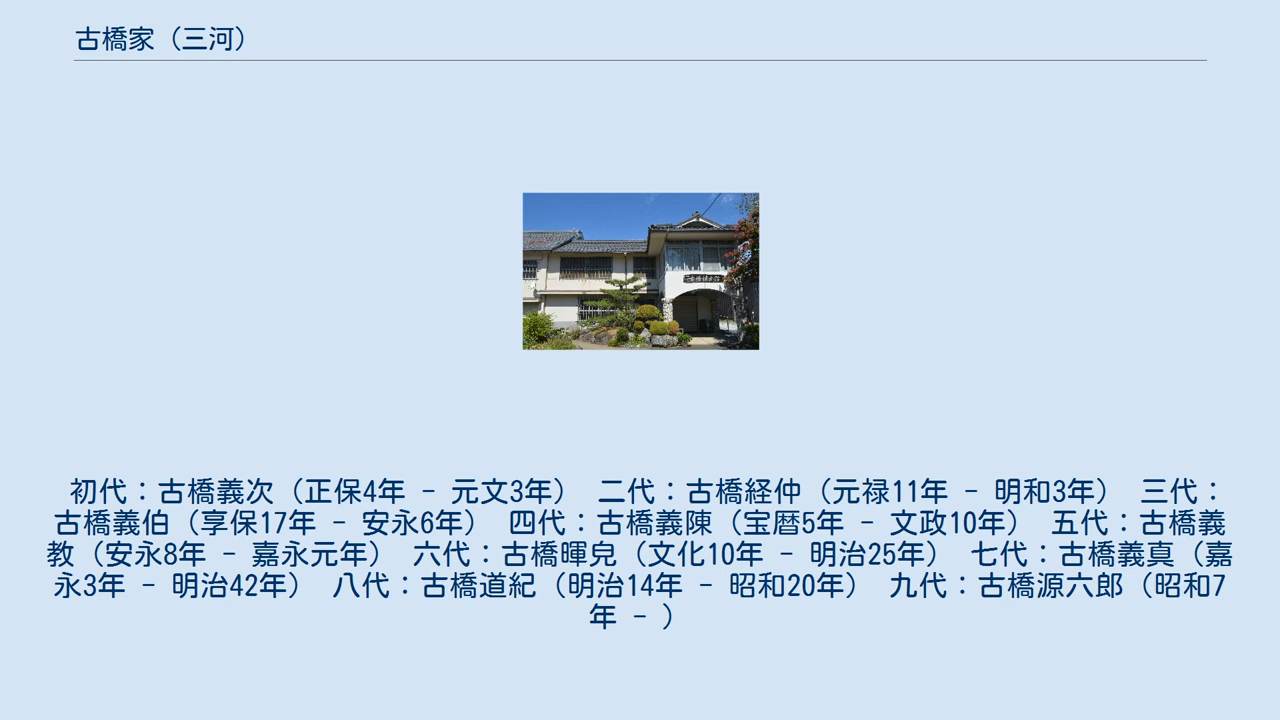 古橋家（三河）
初代：古橋義次（正保4年 - 元文3年） 二代：古橋経仲（元禄11年 - 明和3年） 三代：
古橋義伯（享保17年 - 安永6年） 四代：古橋義陳（宝暦5年 - 文政10年） 五代：古橋義
教（安永8年 - 嘉永元年） 六代：古橋暉皃（文化10年 - 明治25年） 七代：古橋義真（嘉
永3年 - 明治42年） 八代：古橋道紀（明治14年 - 昭和20年） 九代：古橋源六郎（昭和7
年 - ）